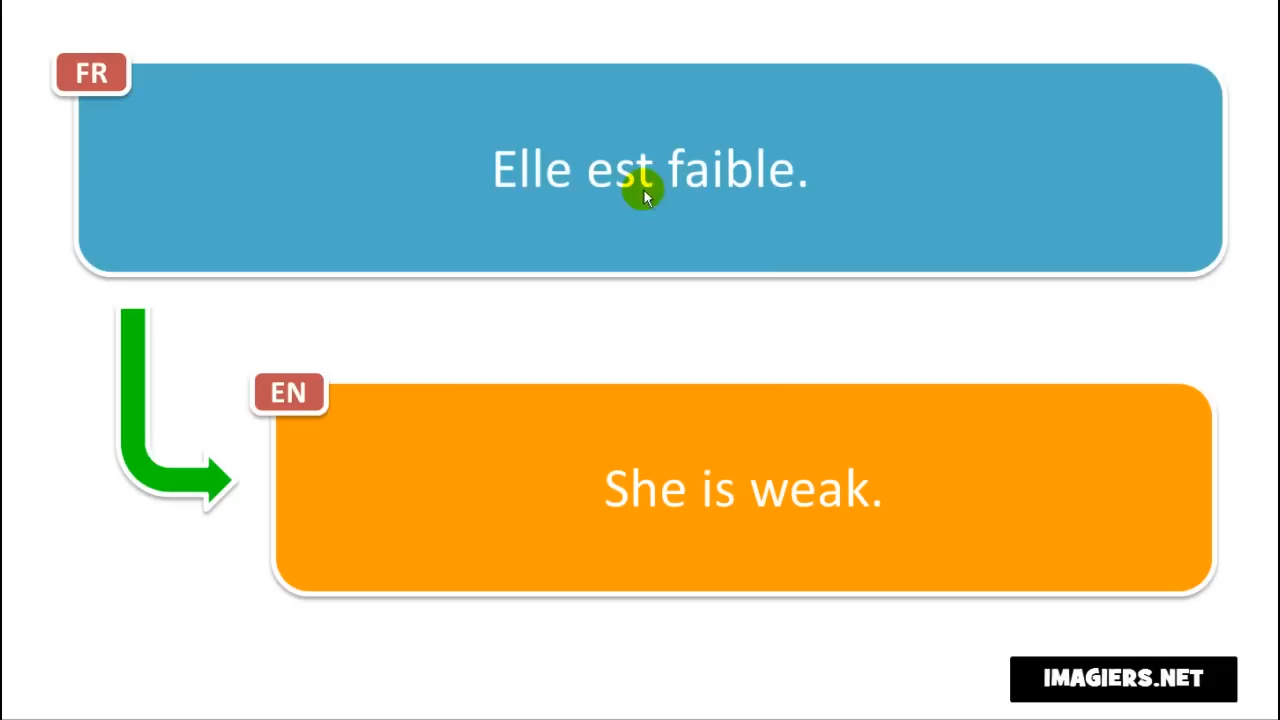 FR
Elle est faible.
EN
She is weak.
IMAGIERS.NET